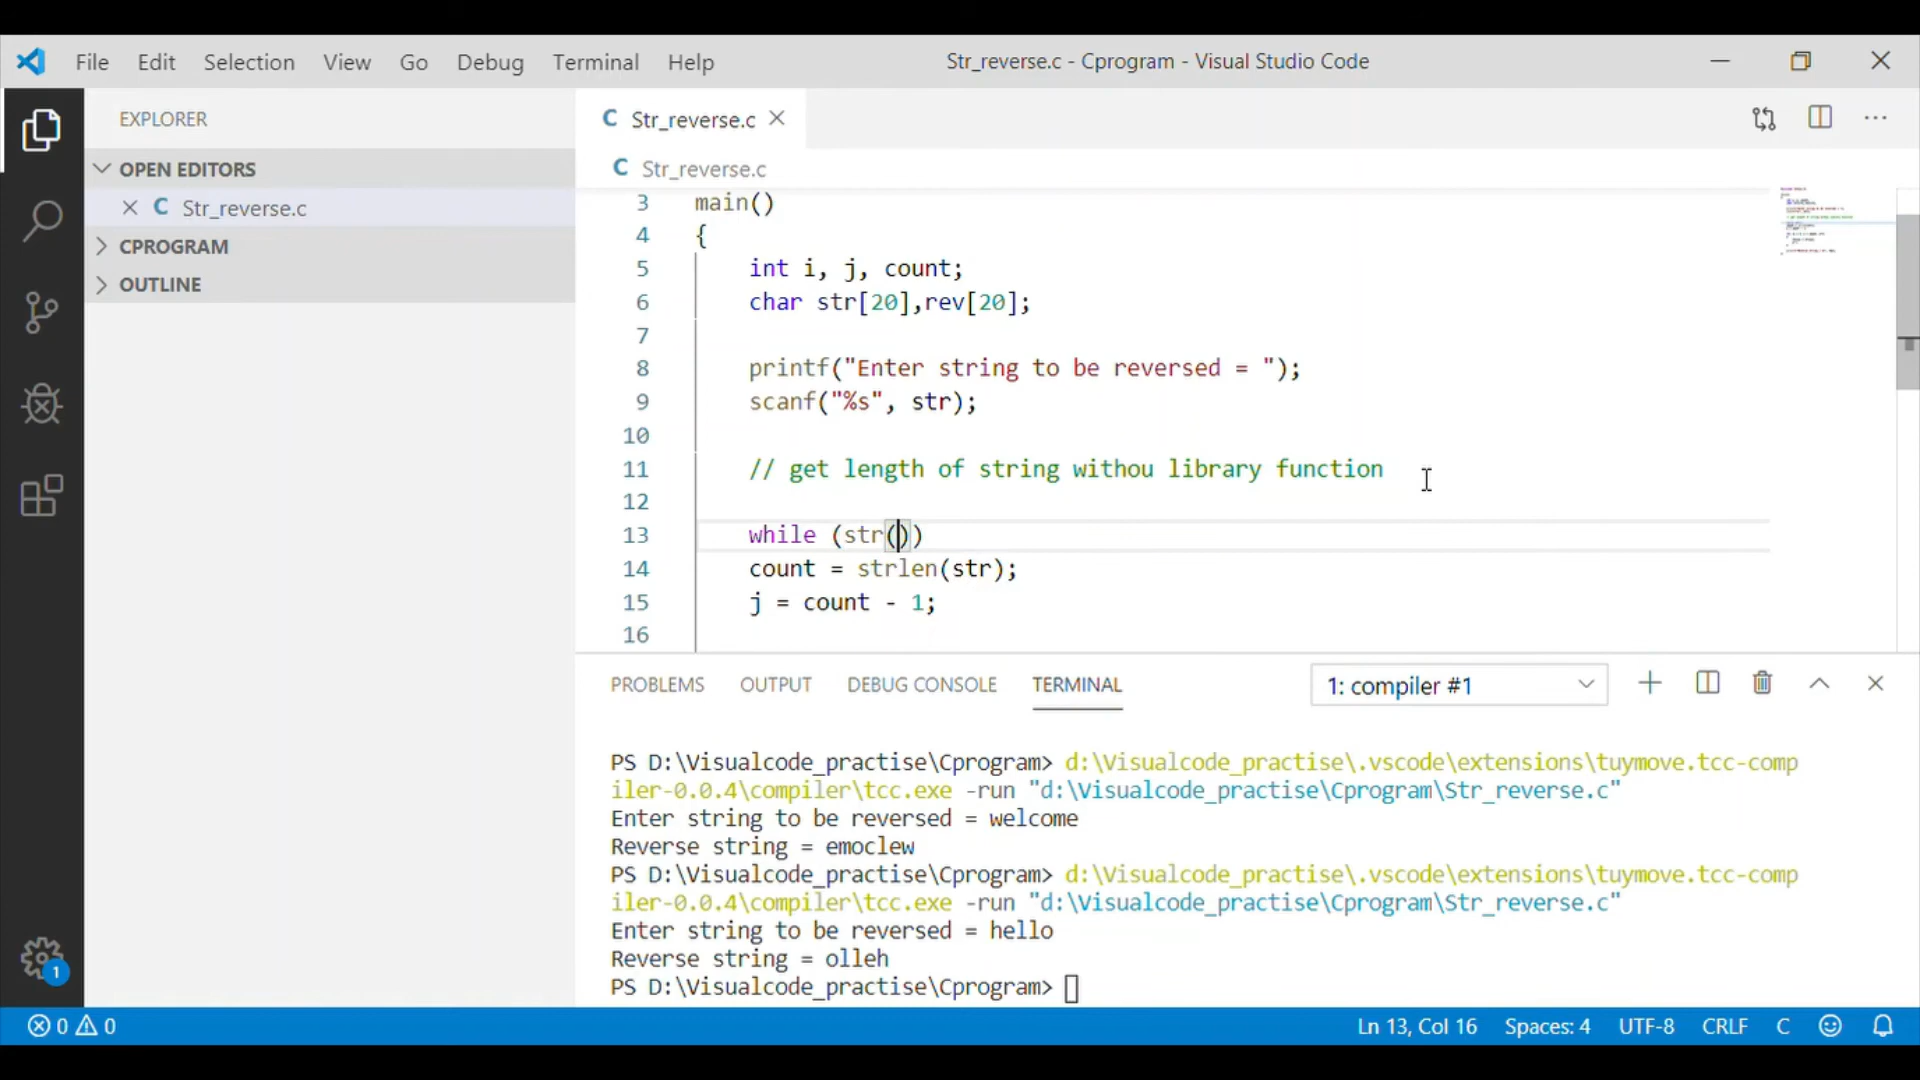 File Edit Selection View Go Debug Terminal Help Str_reverse.c - Cprogram - Visual Studio Code
EXPLORER
OPEN EDITORS
Str_reverse.c
CPROGRAM
OUTLINE
Str_reverse.c
Str_reverse.c
3 main()
4 {
5 int i, j, count;
6 char str[20],rev[20];
7
8 printf("Enter string to be reversed = ");
9 scanf("%s", str);
10
11 // get length of string withou library function
12
13 while (str())
14 count = strlen(str);
15 j = count - 1;
16
PROBLEMS OUTPUT DEBUG CONSOLE TERMINAL 1: compiler #1
PS D:\Visualcode_practise\Cprogram> d:\Visualcode_practise\.vscode\extensions\tuymove.tcc-comp
iler-0.0.4\compiler\tcc.exe -run "d:\Visualcode_practise\Cprogram\Str_reverse.c"
Enter string to be reversed = welcome
Reverse string = emoclew
PS D:\Visualcode_practise\Cprogram> d:\Visualcode_practise\.vscode\extensions\tuymove.tcc-comp
iler-0.0.4\compiler\tcc.exe -run "d:\Visualcode_practise\Cprogram\Str_reverse.c"
Enter string to be reversed = hello
Reverse string = olleh
PS D:\Visualcode_practise\Cprogram>
1
0 0 Ln 13, Col 16 Spaces: 4 UTF-8 CRLF C